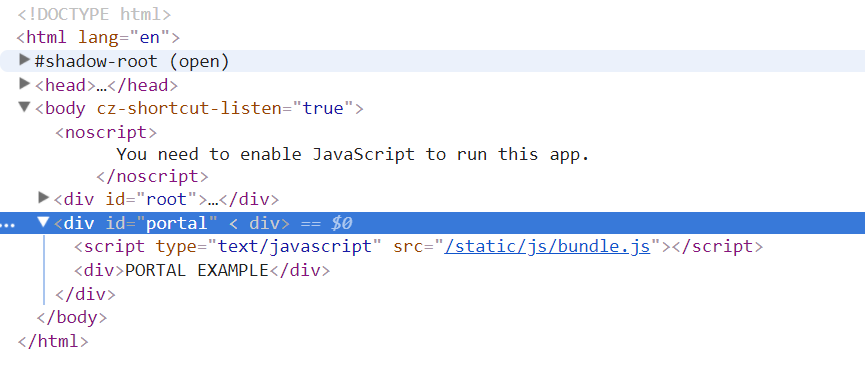 <!DOCTYPE html>
<html lang="en">
▶#shadow-root (open)
▶<head>…</head>
▼<body cz-shortcut-listen="true">
<noscript>
You need to enable JavaScript to run this app.
</noscript>
▶<div id="root">…</div>
… ▼<div id="portal" < div> == $0
<script type="text/javascript" src="/static/js/bundle.js"></script>
<div>PORTAL EXAMPLE</div>
</div>
</body>
</html>